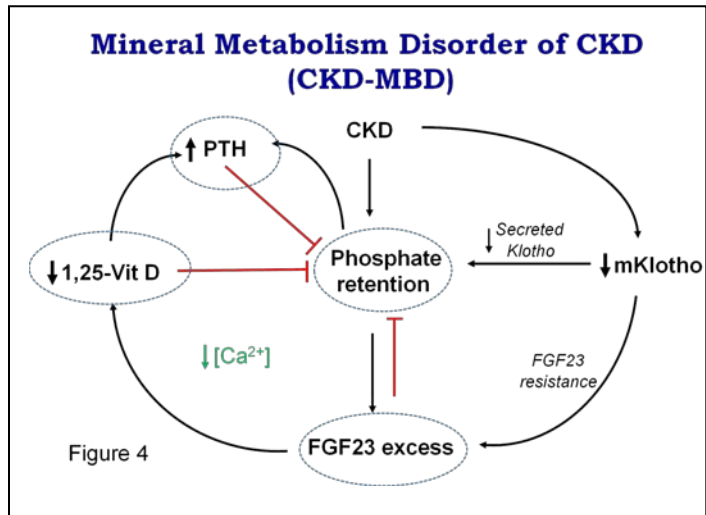 Mineral Metabolism Disorder of CKD
(CKD-MBD)
↑ PTH
CKD
↓ Secreted
Klotho
↓ 1,25-Vit D
Phosphate
retention
↓ mKlotho
↓ [Ca²⁺]
FGF23
resistance
FGF23 excess
Figure 4